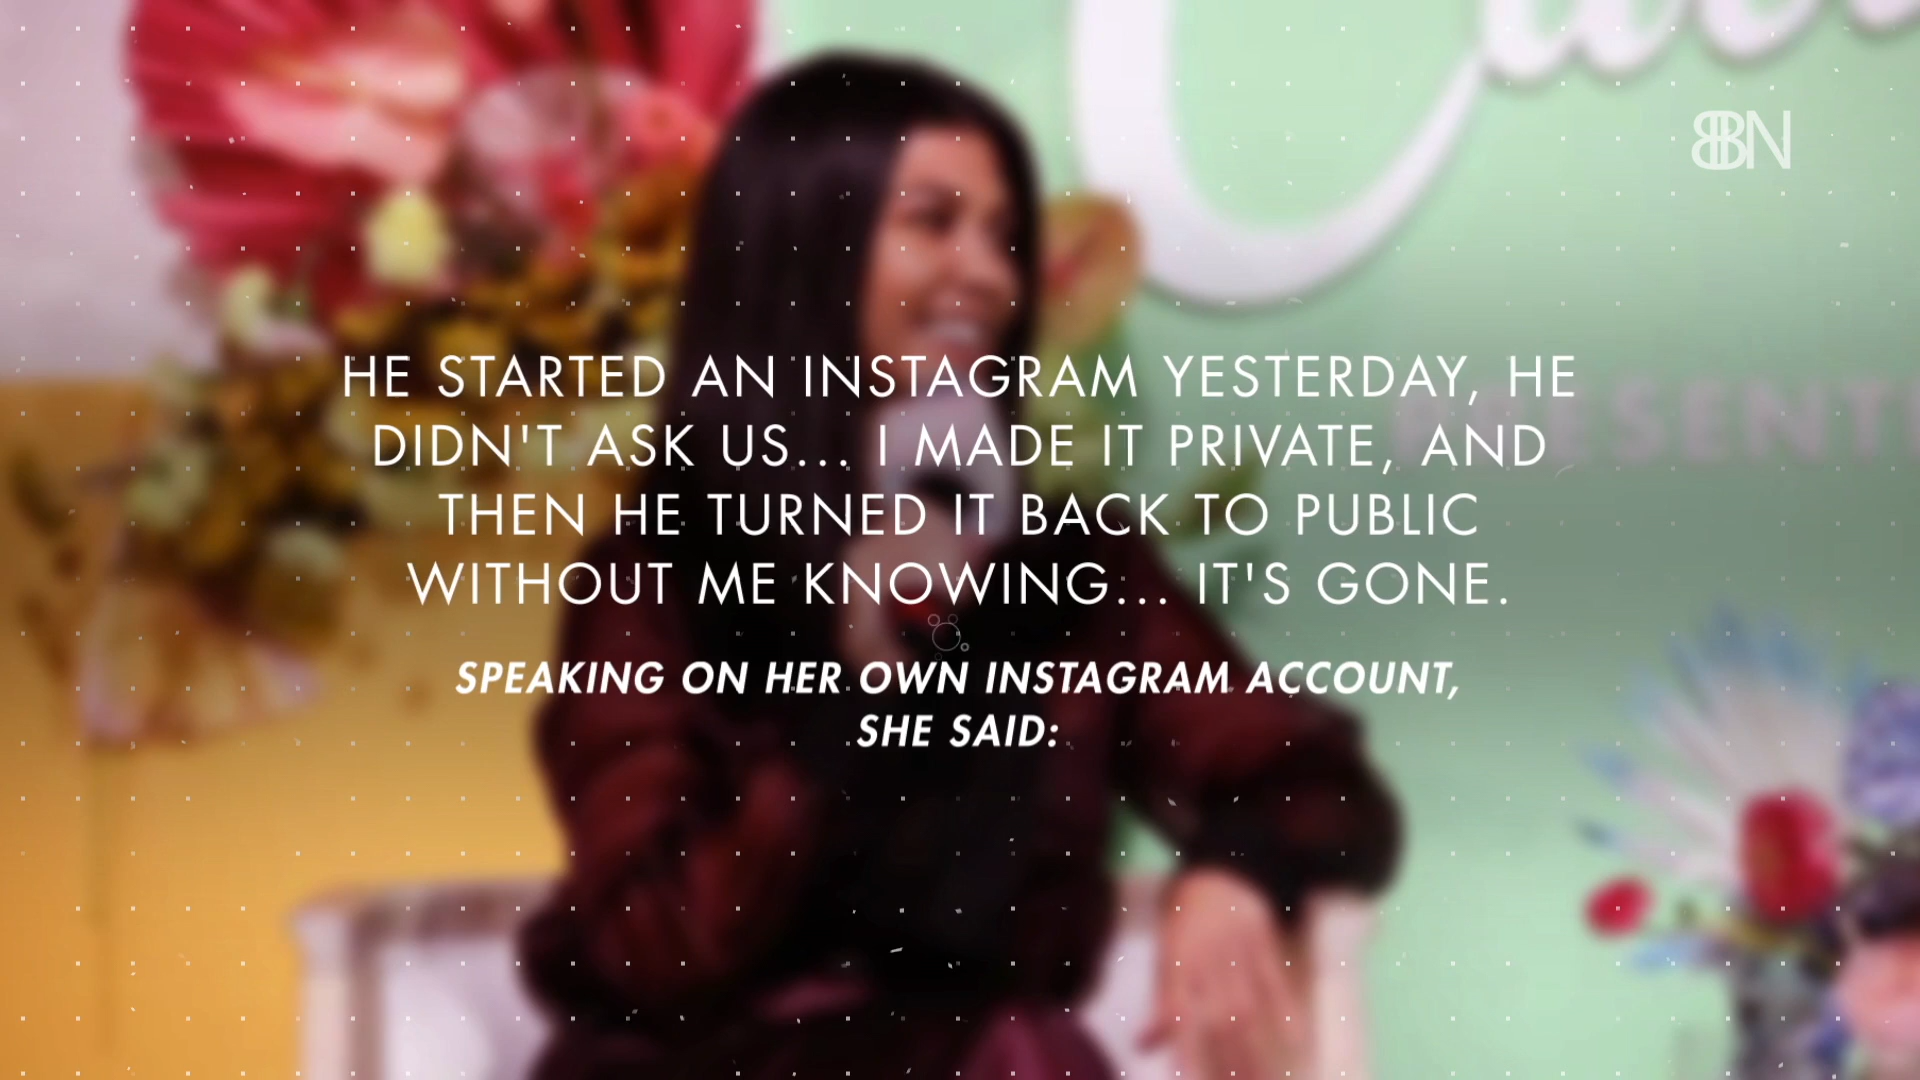 BBN
HE STARTED AN INSTAGRAM YESTERDAY, HE
DIDN'T ASK US... I MADE IT PRIVATE, AND
THEN HE TURNED IT BACK TO PUBLIC
WITHOUT ME KNOWING... IT'S GONE.
SPEAKING ON HER OWN INSTAGRAM ACCOUNT,
SHE SAID: